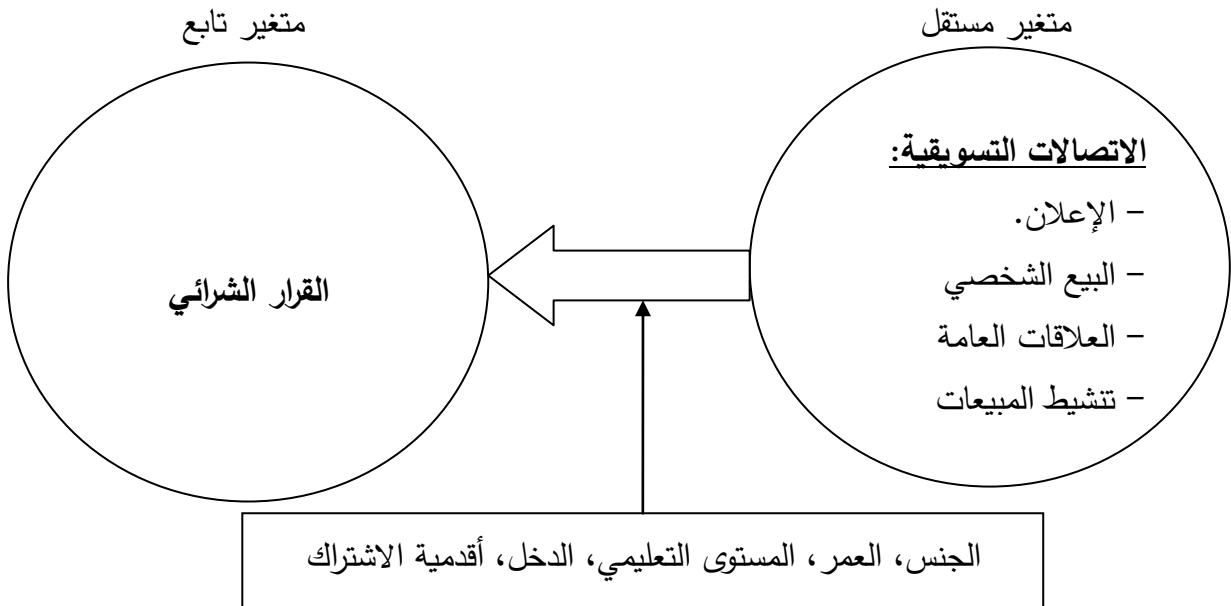 متغير مستقل
متغير تابع
الاتصالات التسويقية:
– الإعلان.
– البيع الشخصي
– العلاقات العامة
– تنشيط المبيعات
القرار الشرائي
الجنس، العمر، المستوى التعليمي، الدخل، أقدمية الاشتراك